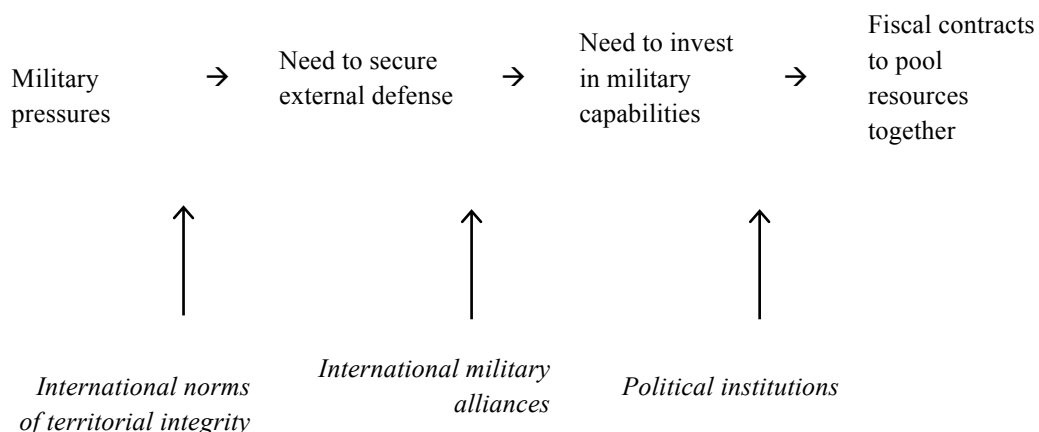 Military
pressures
→
Need to secure
external defense
→
Need to invest
in military
capabilities
→
Fiscal contracts
to pool
resources
together
International norms
of territorial integrity
International military
alliances
Political institutions